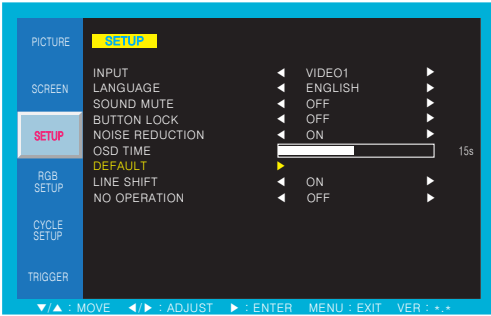 PICTURE
SCREEN
SETUP
RGB
SETUP
CYCLE
SETUP
TRIGGER
SETUP
INPUT ◀ VIDEO1 ▶
LANGUAGE ◀ ENGLISH ▶
SOUND MUTE ◀ OFF ▶
BUTTON LOCK ◀ OFF ▶
NOISE REDUCTION ◀ ON ▶
OSD TIME 15s
DEFAULT ▶
LINE SHIFT ◀ ON ▶
NO OPERATION ◀ OFF ▶
▼/▲ : MOVE ◀/▶ : ADJUST ▶ : ENTER MENU : EXIT VER : *.*